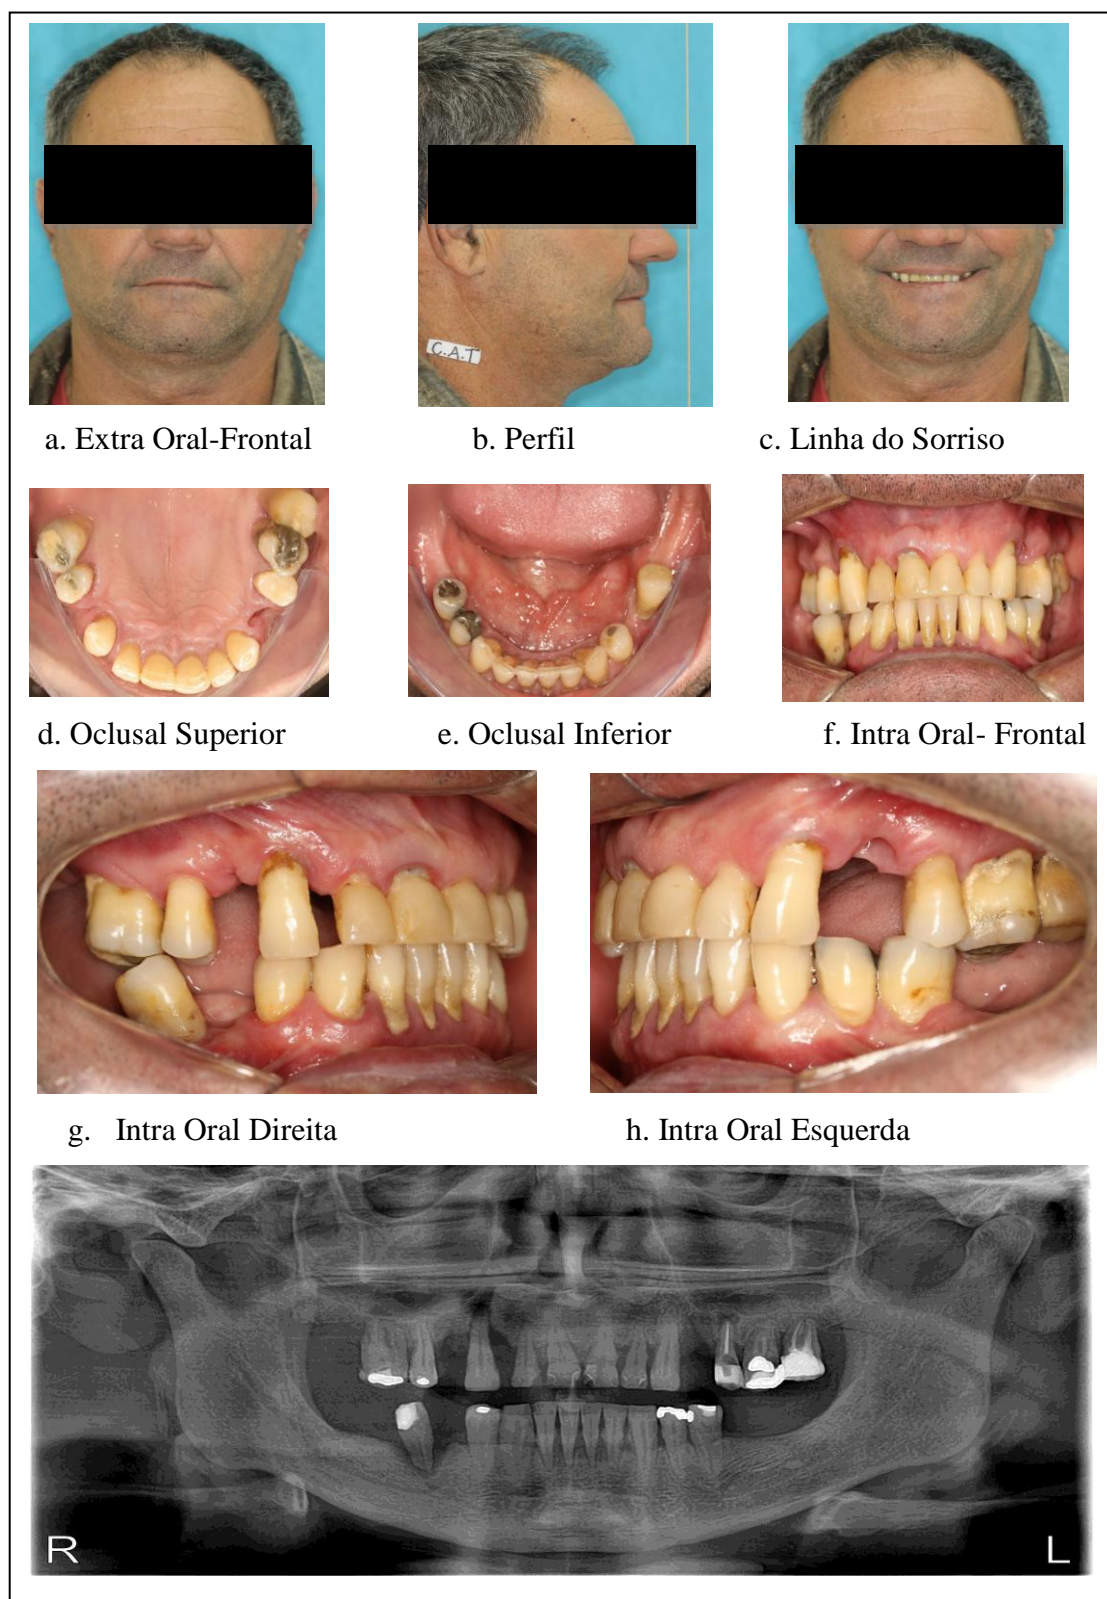 C.A.T
a. Extra Oral-Frontal
b. Perfil
c. Linha do Sorriso
d. Oclusal Superior
e. Oclusal Inferior
f. Intra Oral- Frontal
g. Intra Oral Direita
h. Intra Oral Esquerda
R
L